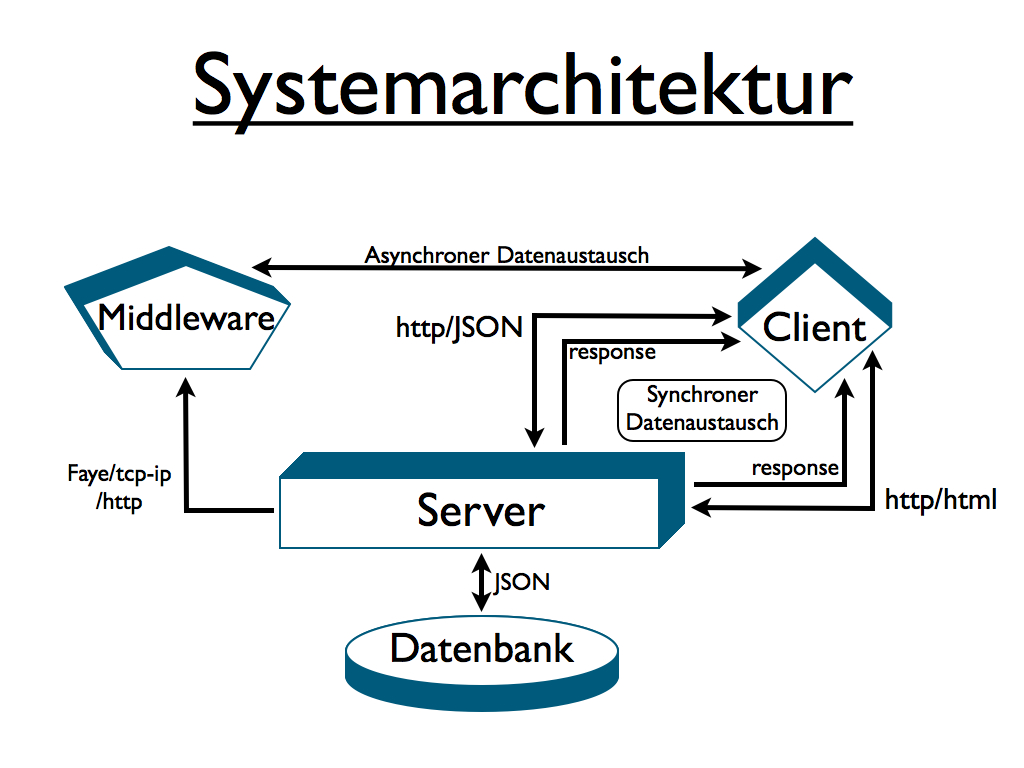 Systemarchitektur
Asynchroner Datenaustausch
Middleware
http/JSON
Client
response
Synchroner
Datenaustausch
Faye/tcp-ip
/http
response
http/html
Server
JSON
Datenbank